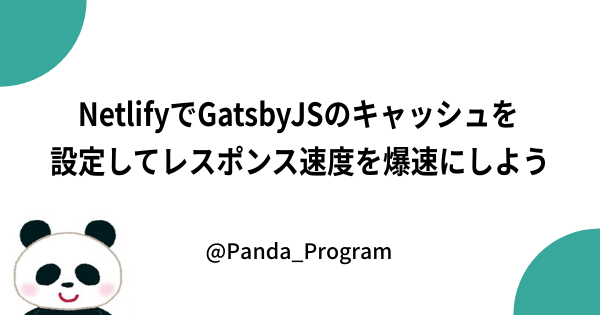 NetlifyでGatsbyJSのキャッシュを
設定してレスポンス速度を爆速にしよう
@Panda_Program